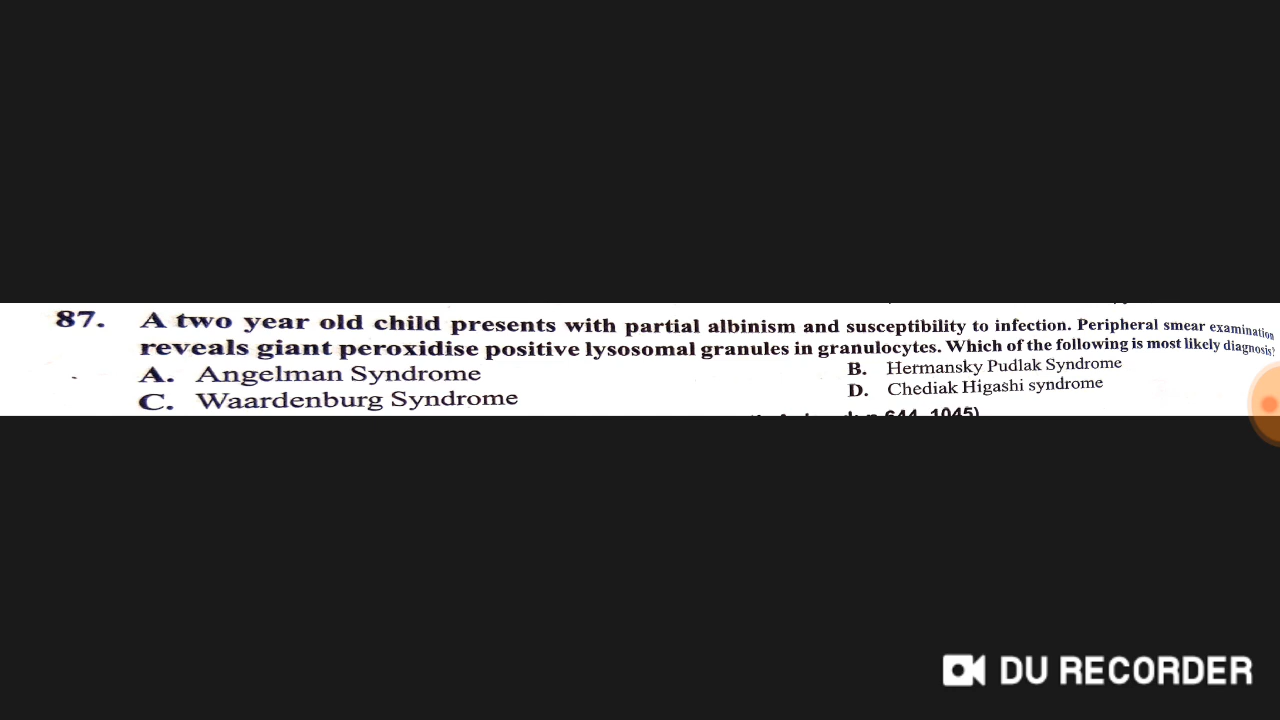 87. A two year old child presents with partial albinism and susceptibility to infection. Peripheral smear examination
reveals giant peroxidise positive lysosomal granules in granulocytes. Which of the following is most likely diagnosis?
A. Angelman Syndrome B. Hermansky Pudlak Syndrome
C. Waardenburg Syndrome D. Chediak Higashi syndrome
644, 1045)
DU RECORDER